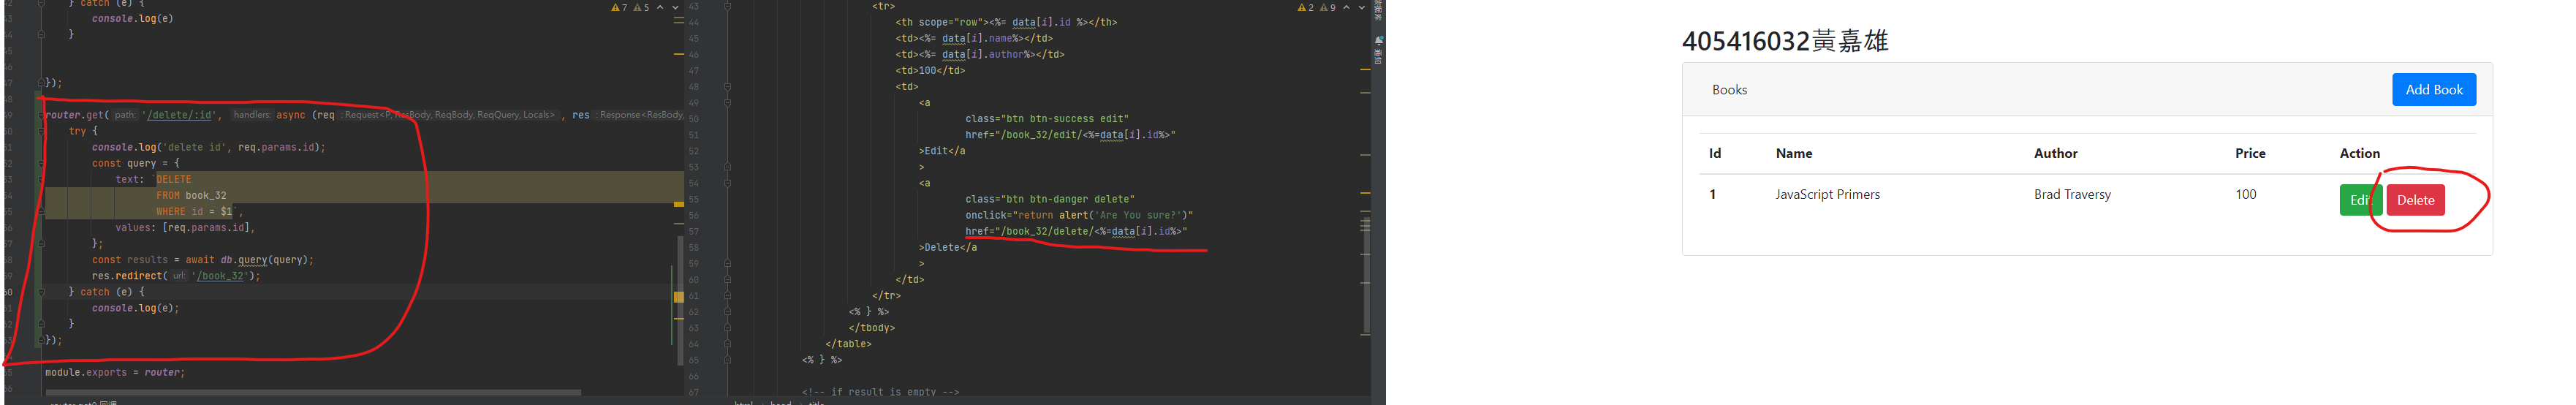 } catch (e) {
console.log(e)
}
});
router.get( path: '/delete/:id', handlers: async (req : Request<P, ResBody, ReqBody, ReqQuery, Locals> , res : Response<ResBody,
try {
console.log('delete id', req.params.id);
const query = {
text: `DELETE
FROM book_32
WHERE id = $1`,
values: [req.params.id],
};
const results = await db.query(query);
res.redirect( url: '/book_32');
} catch (e) {
console.log(e);
}
});
module.exports = router;
7 5
43 <tr>
44 <th scope="row"><%= data[i].id %></th>
45 <td><%= data[i].name%></td>
46 <td><%= data[i].author%></td>
47 <td>100</td>
48 <td>
49 <a
50 class="btn btn-success edit"
51 href="/book_32/edit/<%=data[i].id%>"
52 >Edit</a
53 >
54 <a
55 class="btn btn-danger delete"
56 onclick="return alert('Are You sure?')"
57 href="/book_32/delete/<%=data[i].id%>"
58 >Delete</a
59 >
60 </td>
61 </tr>
62 <% } %>
63 </tbody>
64 </table>
65 <% } %>
66
67 <!-- if result is empty -->
2 9
405416032黃嘉雄
Books
Add Book
Id Name Author Price Action
1 JavaScript Primers Brad Traversy 100 Edit Delete